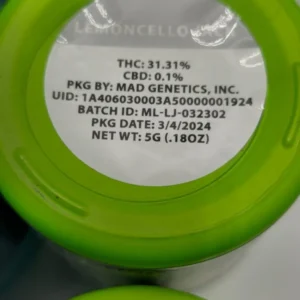 LEMONCELLO
THC: 31.31%
CBD: 0.1%
PKG BY: MAD GENETICS, INC.
UID: 1A406030003A50000001924
BATCH ID: ML-LJ-032302
PKG DATE: 3/4/2024
NET WT: 5G (.18OZ)